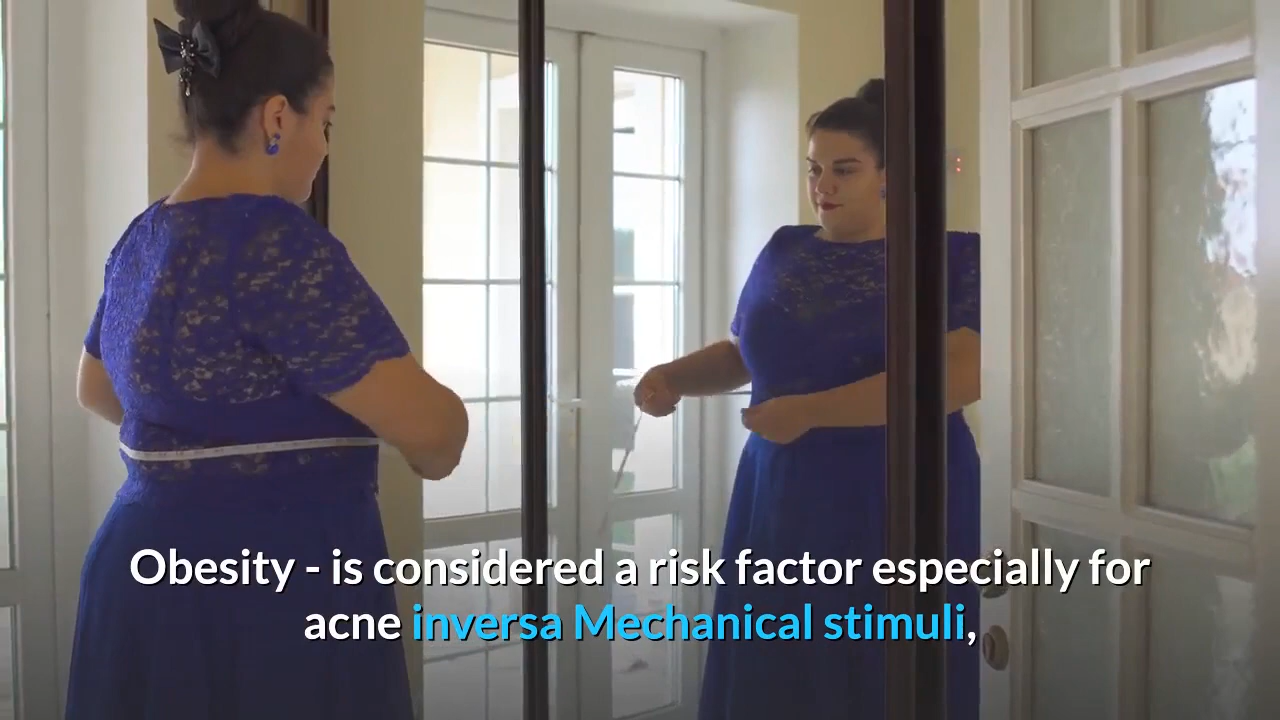 Obesity - is considered a risk factor especially for
acne inversa Mechanical stimuli,